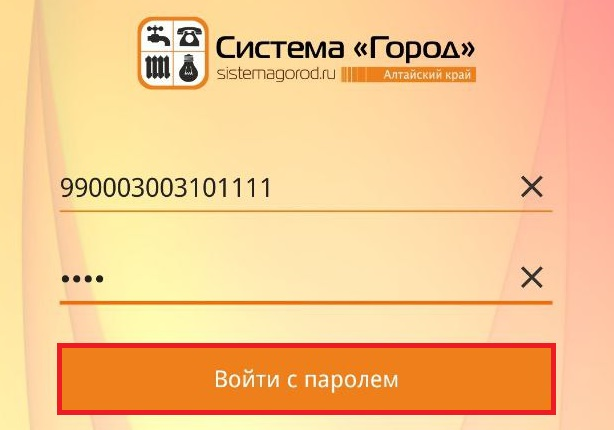 Система «Город»
sistemagorod.ru Алтайский край
990003003101111
••••
Войти с паролем